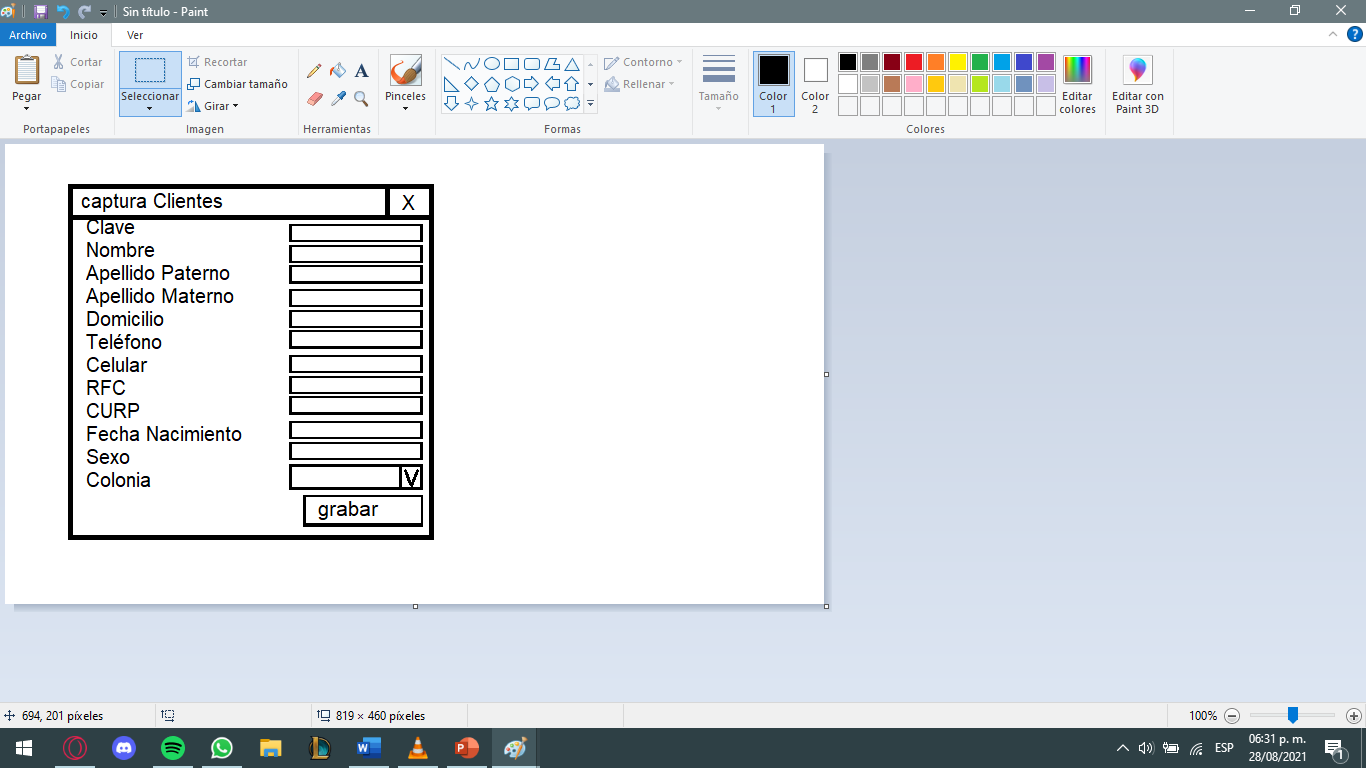 Sin título - Paint
Archivo Inicio Ver
Pegar
Cortar
Copiar
Portapapeles
Seleccionar
Recortar
Cambiar tamaño
Girar
Imagen
A
Herramientas
Pinceles
Contorno
Rellenar
Formas
Tamaño
Color 1
Color 2
Editar colores
Colores
Editar con Paint 3D
captura Clientes X
Clave
Nombre
Apellido Paterno
Apellido Materno
Domicilio
Teléfono
Celular
RFC
CURP
Fecha Nacimiento
Sexo
Colonia V
grabar
694, 201 píxeles 819 × 460 píxeles 100%
ESP 06:31 p. m.
28/08/2021 1